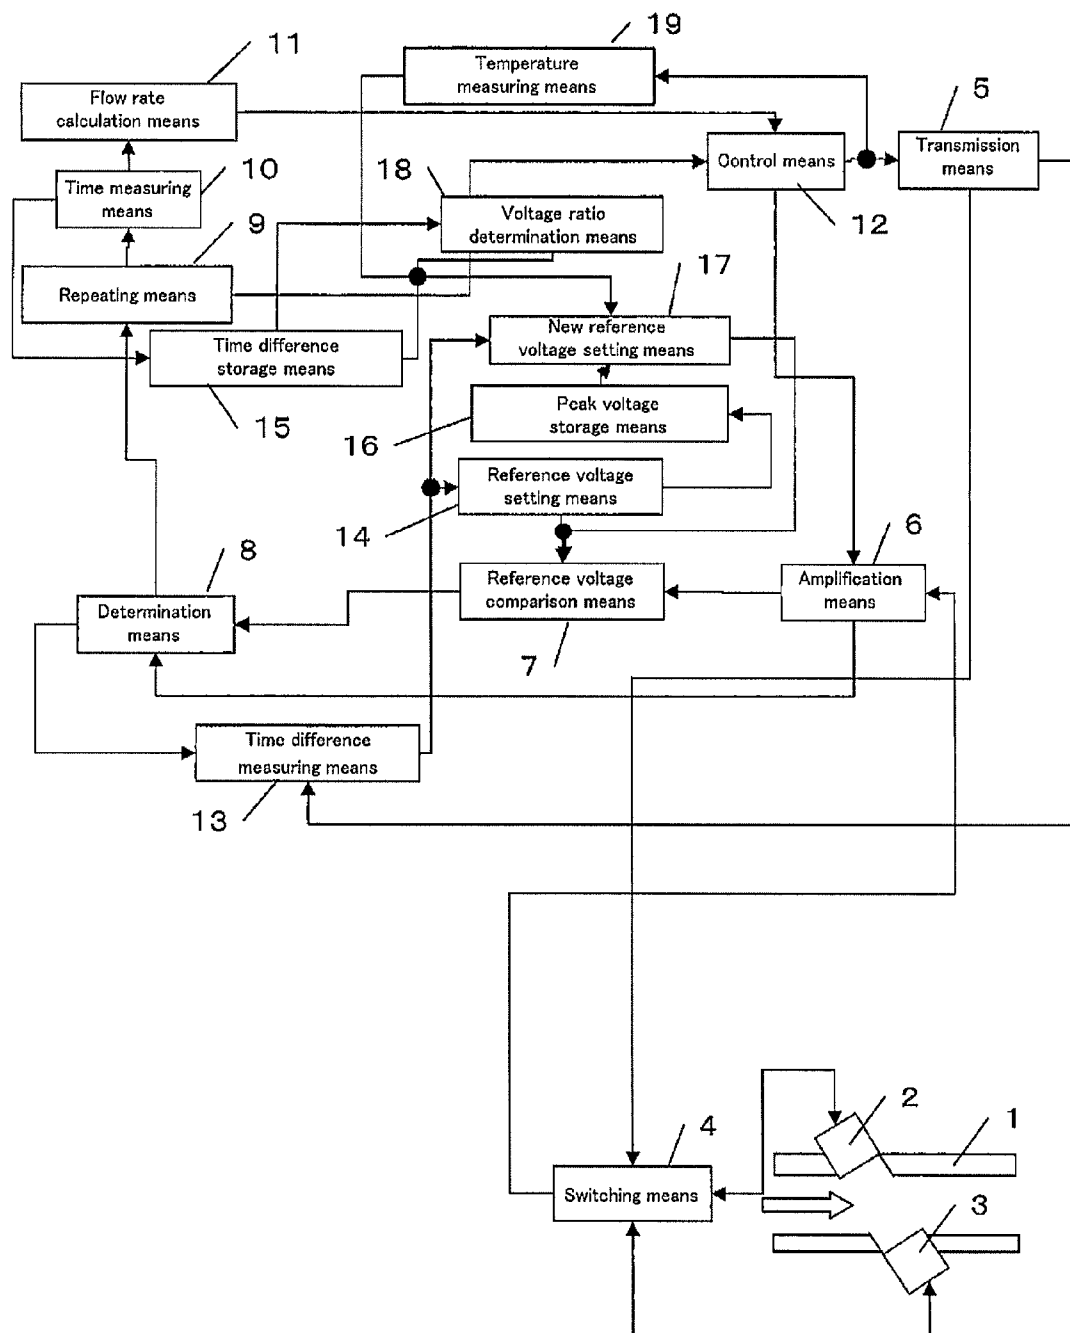 19
11
Temperature
measuring means
5
Flow rate
calculation means
Transmission
means
Control means
10
18
Time measuring
means
12
Voltage ratio
determination means
9
17
Repeating means
New reference
voltage setting means
Time difference
storage means
15
Peak voltage
storage means
16
Reference voltage
setting means
14
6
8
Reference voltage
comparison means
Amplification
means
Determination
means
7
Time difference
measuring means
13
2
1
4
Switching means
3